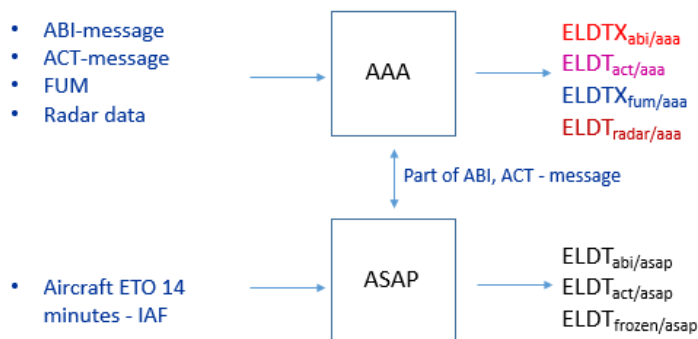 • ABI-message
• ACT-message
• FUM
• Radar data
AAA
ELDTXabi/aaa
ELDTact/aaa
ELDTXfum/aaa
ELDTradar/aaa
Part of ABI, ACT - message
• Aircraft ETO 14
minutes - IAF
ASAP
ELDTabi/asap
ELDTact/asap
ELDTfrozen/asap